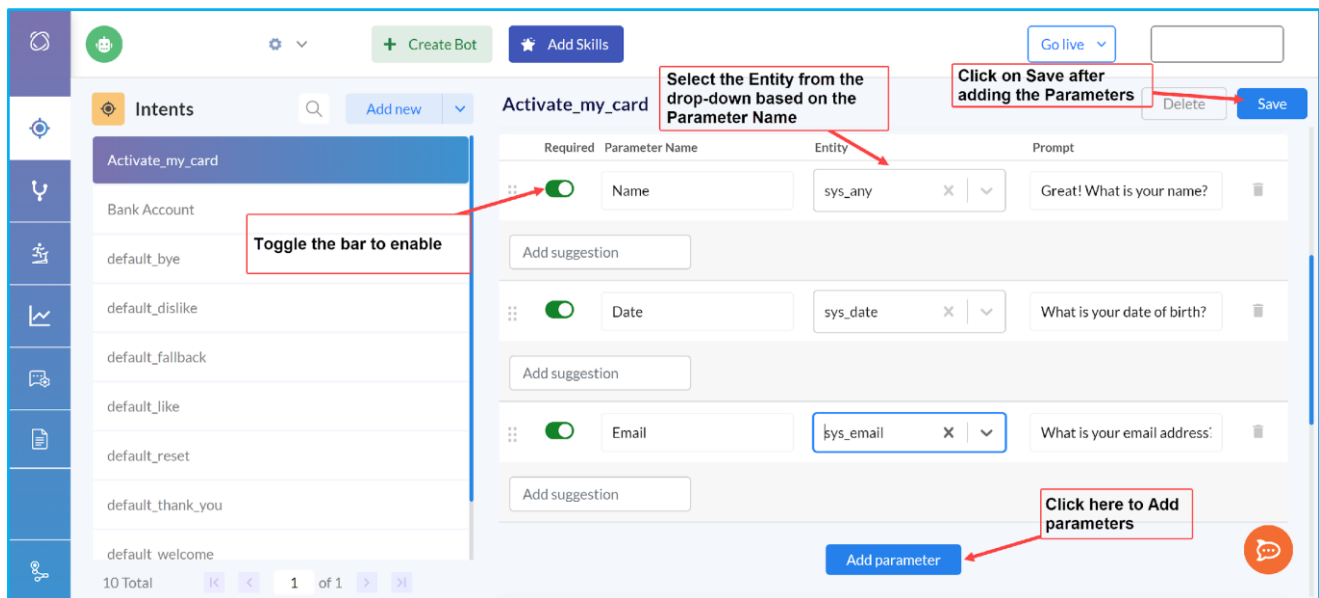 Create Bot
Add Skills
Go live
Select the Entity from the
drop-down based on the
Parameter Name
Click on Save after
adding the Parameters
Intents
Add new
Activate_my_card
Delete
Save
Required Parameter Name Entity Prompt
Activate_my_card
Name sys_any Great! What is your name?
Bank Account
Toggle the bar to enable
Add suggestion
default_bye
default_dislike
Date sys_date What is your date of birth?
default_fallback
Add suggestion
default_like
Email sys_email What is your email address?
default_reset
Add suggestion
default_thank_you
Click here to Add
parameters
default_welcome
Add parameter
10 Total 1 of 1